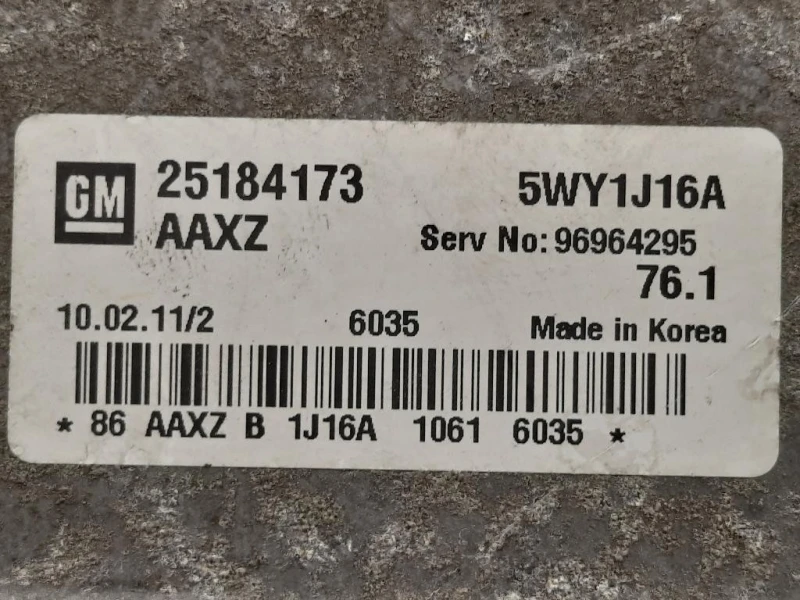 GM 25184173 5WY1J16A
AAXZ Serv No: 96964295
76.1
10.02.11/2 6035 Made in Korea
* 86 AAXZ B 1J16A 1061 6035 *